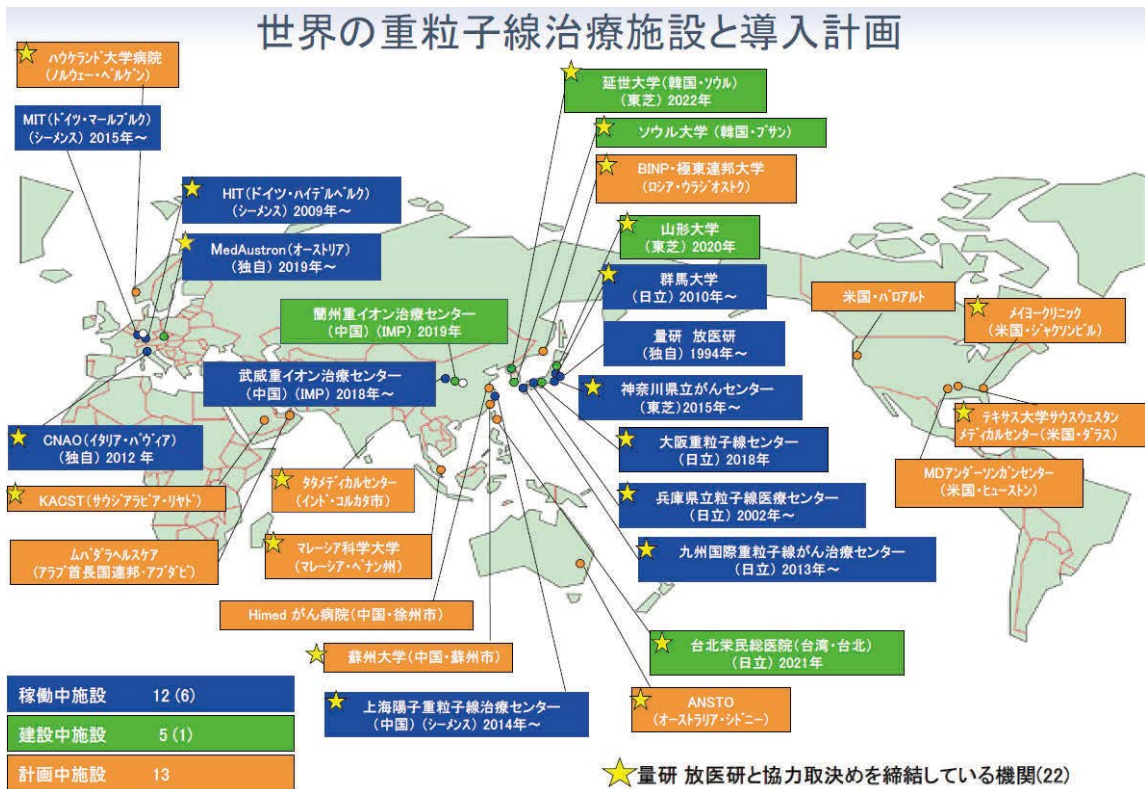 世界の重粒子線治療施設と導入計画
ハウケランド大学病院
(ノルウェー・ベルゲン)
MIT(ドイツ・マールブルク)
(シーメンス) 2015年~
HIT(ドイツ・ハイデルベルク)
(シーメンス) 2009年~
MedAustron(オーストリア)
(独自) 2019年~
蘭州重イオン治療センター
(中国) (IMP) 2019年
武威重イオン治療センター
(中国) (IMP) 2018年~
CNAO(イタリア・パヴィア)
(独自) 2012 年
KACST(サウジアラビア・リヤド)
ムバダラヘルスケア
(アラブ首長国連邦・アブダビ)
タタメディカルセンター
(インド・コルカタ市)
マレーシア科学大学
(マレーシア・ペナン州)
Himed がん病院(中国・徐州市)
蘇州大学(中国・蘇州市)
上海陽子重粒子線治療センター
(中国) (シーメンス) 2014年~
延世大学(韓国・ソウル)
(東芝) 2022年
ソウル大学 (韓国・プサン)
BINP・極東連邦大学
(ロシア・ウラジオストク)
山形大学
(東芝) 2020年
群馬大学
(日立) 2010年~
量研 放医研
(独自) 1994年~
神奈川県立がんセンター
(東芝) 2015年~
大阪重粒子線センター
(日立) 2018年
兵庫県立粒子線医療センター
(日立) 2002年~
九州国際重粒子線がん治療センター
(日立) 2013年~
台北栄民総医院(台湾・台北)
(日立) 2021年
ANSTO
(オーストラリア・シドニー)
米国・パロアルト
メイヨークリニック
(米国・ジャクソンビル)
テキサス大学サウスウェスタン
メディカルセンター(米国・ダラス)
MDアンダーソンガンセンター
(米国・ヒューストン)
稼働中施設 12 (6)
建設中施設 5 (1)
計画中施設 13
量研 放医研と協力取決めを締結している機関(22)